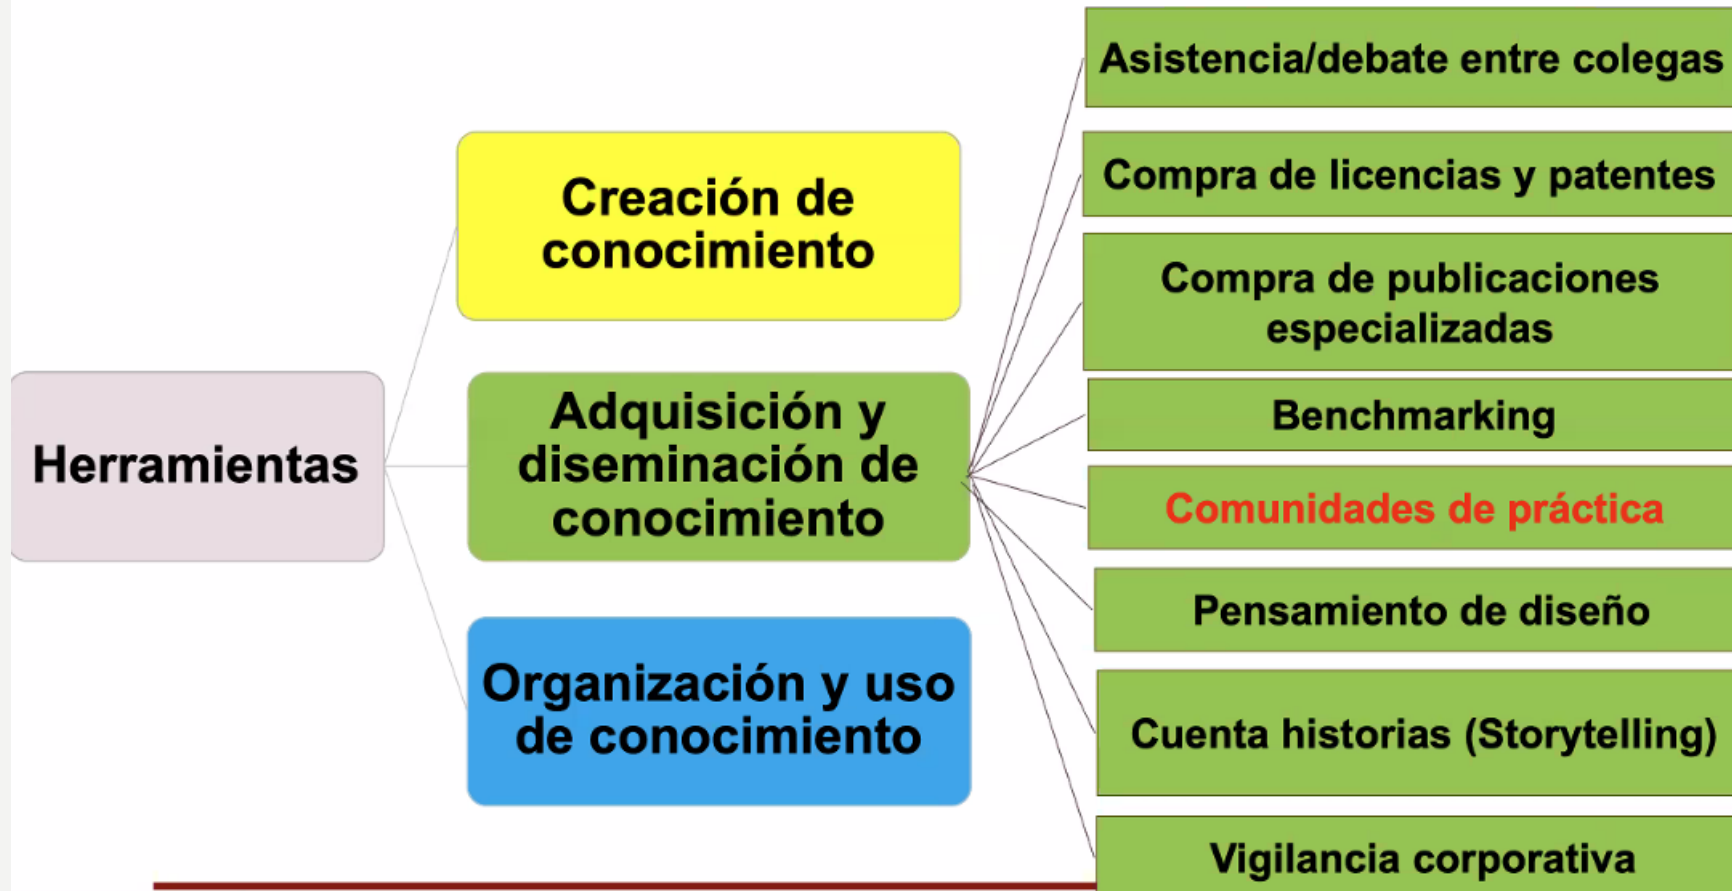 Herramientas
Creación de
conocimiento
Adquisición y
diseminación de
conocimiento
Organización y uso
de conocimiento
Asistencia/debate entre colegas
Compra de licencias y patentes
Compra de publicaciones
especializadas
Benchmarking
Comunidades de práctica
Pensamiento de diseño
Cuenta historias (Storytelling)
Vigilancia corporativa